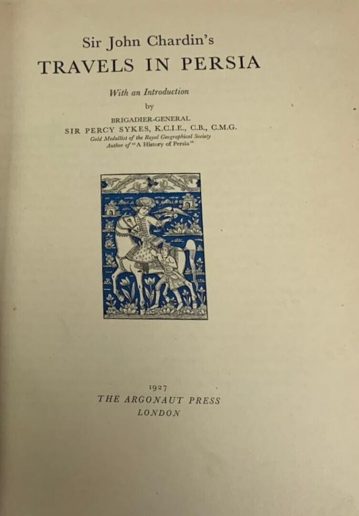 Sir John Chardin's
TRAVELS IN PERSIA
With an Introduction
by
BRIGADIER-GENERAL
SIR PERCY SYKES, K.C.I.E., C.B., C.M.G.
Gold Medallist of the Royal Geographical Society
Author of "A History of Persia"
1927
THE ARGONAUT PRESS
LONDON